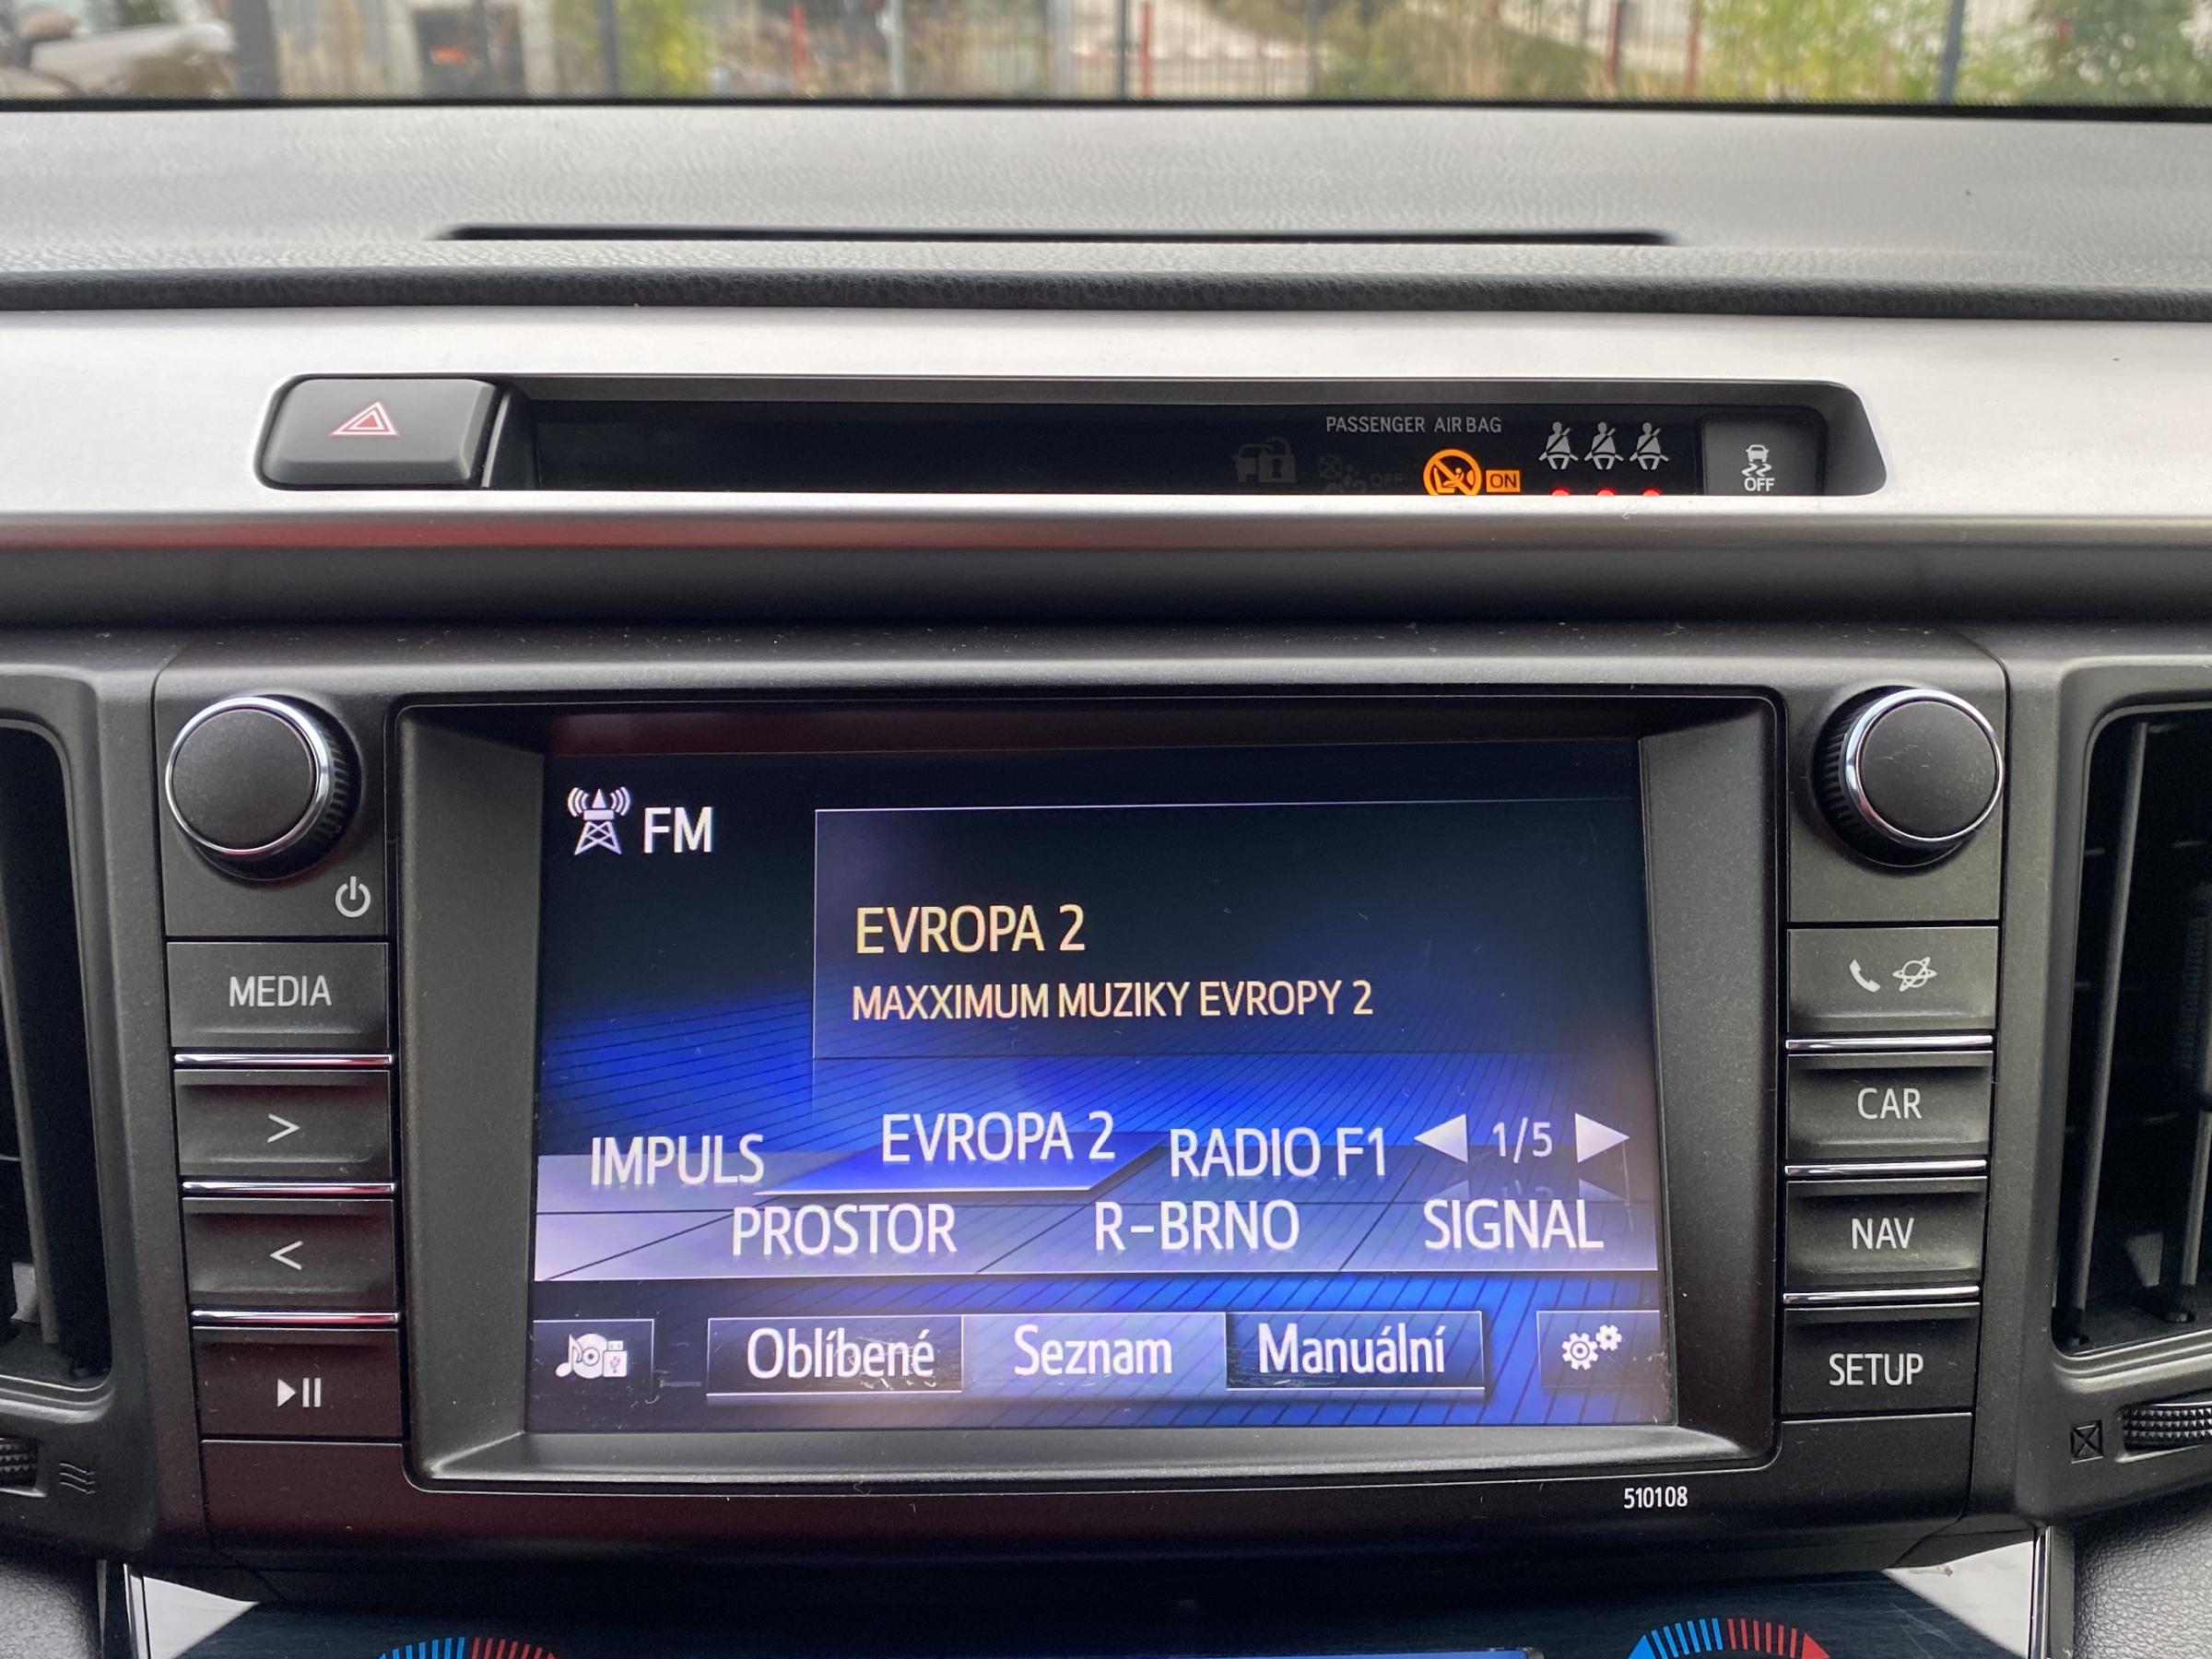 PASSENGER AIR BAG
OFF
ON
OFF
FM
EVROPA 2
MAXXIMUM MUZIKY EVROPY 2
MEDIA
CAR
IMPULS EVROPA 2 RADIO F1 1/5
>
PROSTOR R-BRNO SIGNAL
<
NAV
Oblíbené Seznam Manuální
SETUP
510108